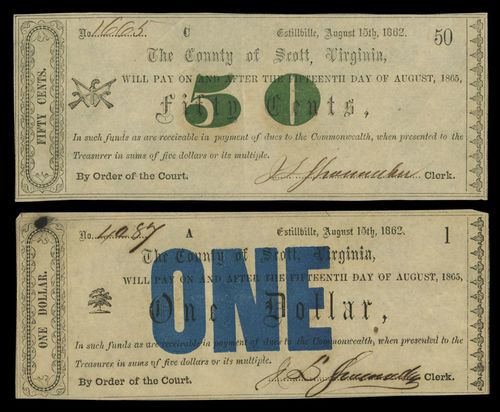 No. 1665. C Estillville, August 15th, 1862. 50
The County of Scott, Virginia,
WILL PAY ON AND AFTER THE FIFTEENTH DAY OF AUGUST, 1865,
50
Fifty Cents,
In such funds as are receivable in payment of dues to the Commonwealth, when presented to the
Treasurer in sums of five dollars or its multiple.
By Order of the Court. Clerk.
FIFTY CENTS.
No. 4087 A Estillville, August 15th, 1862. 1
The County of Scott, Virginia,
WILL PAY ON AND AFTER THE FIFTEENTH DAY OF AUGUST, 1865,
ONE
One Dollar,
In such funds as are receivable in payment of dues to the Commonwealth, when presented to the
Treasurer in sums of five dollars or its multiple.
By Order of the Court. Clerk.
ONE DOLLAR.